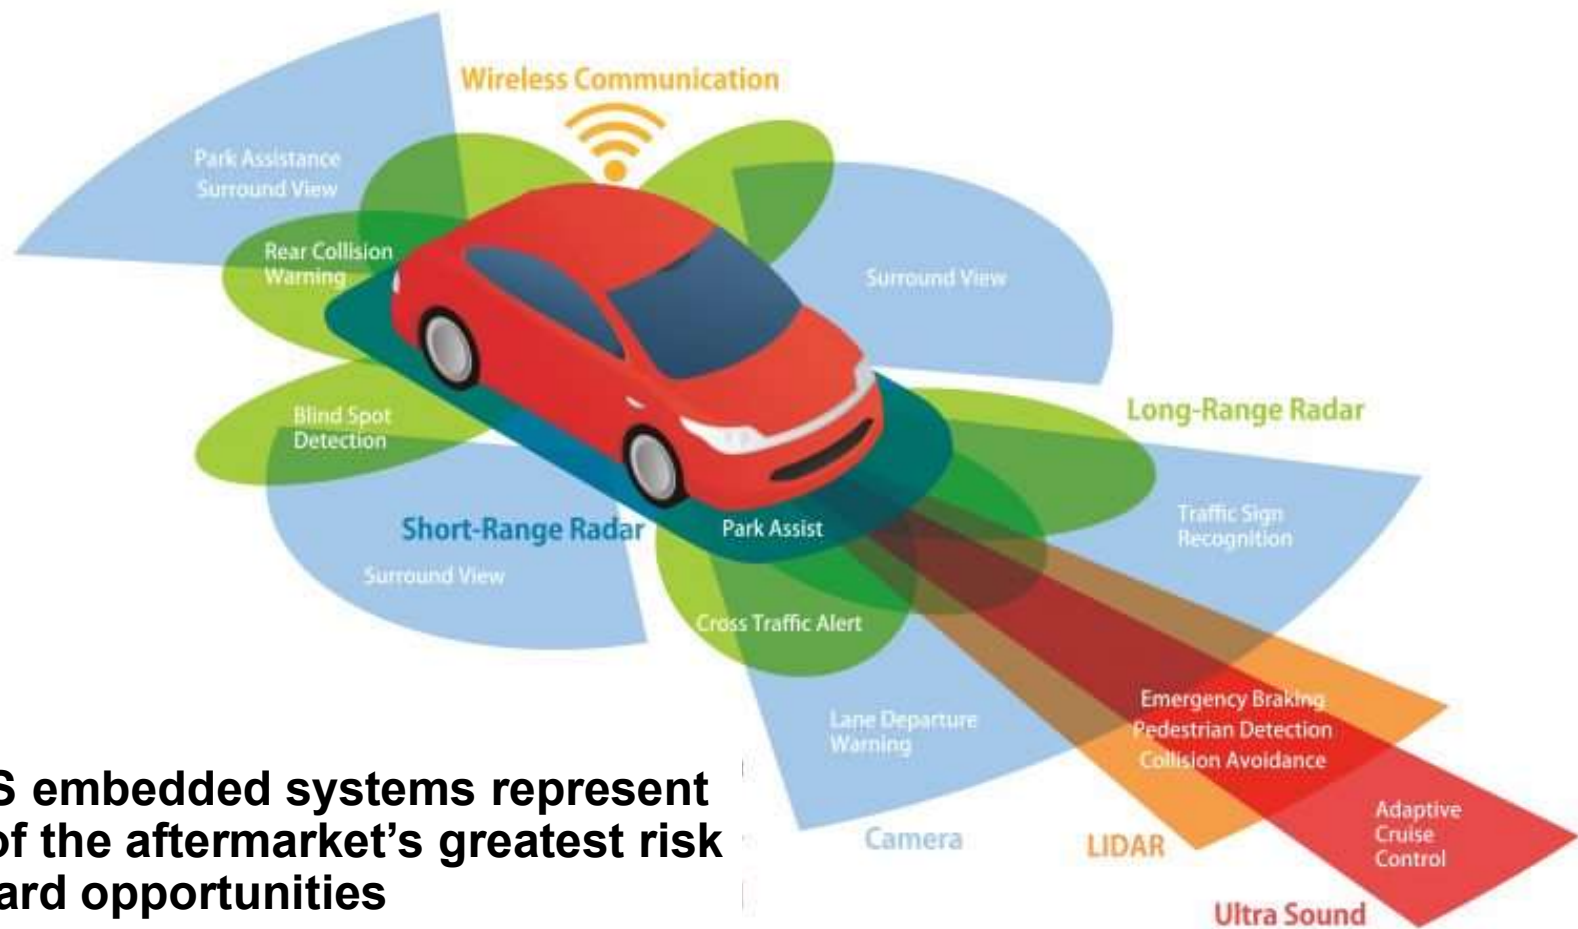 Wireless Communication
Park Assistance
Surround View
Rear Collision
Warning
Surround View
Long-Range Radar
Blind Spot
Detection
Short-Range Radar
Park Assist
Traffic Sign
Recognition
Surround View
Cross Traffic Alert
Emergency Braking
Pedestrian Detection
Collision Avoidance
Lane Departure
Warning
S embedded systems represent
of the aftermarket’s greatest risk
ard opportunities
Adaptive
Cruise
Control
Camera
LIDAR
Ultra Sound